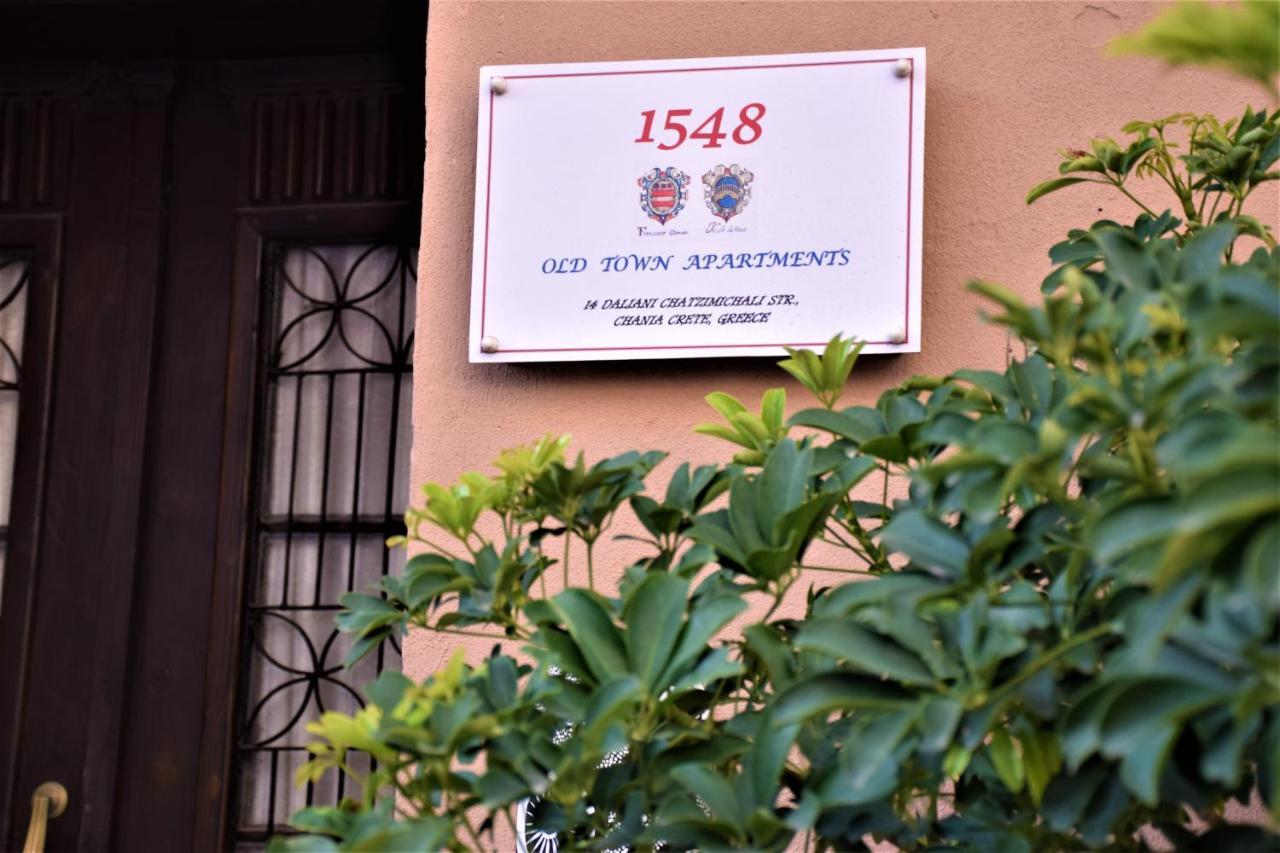 1548
OLD TOWN APARTMENTS
14 DALIANI CHATZIMICHALI STR.,
CHANIA CRETE, GREECE